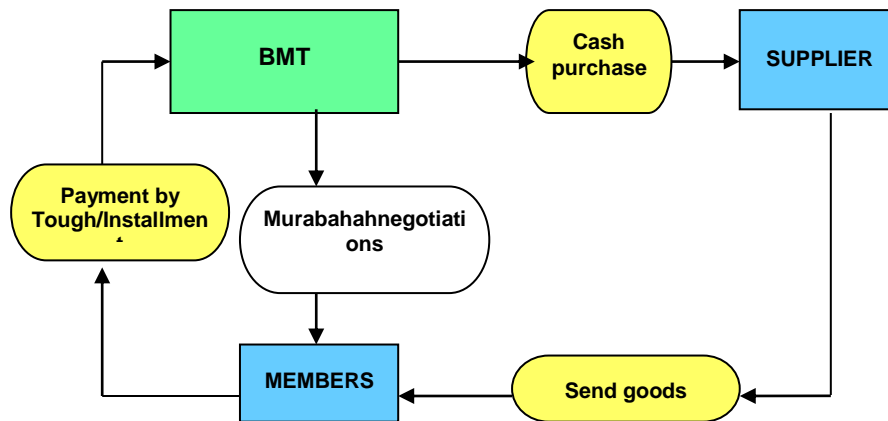 BMT
Cash
purchase
SUPPLIER
Payment by
Tough/Installmen
t
Murabahahnegotiati
ons
MEMBERS
Send goods